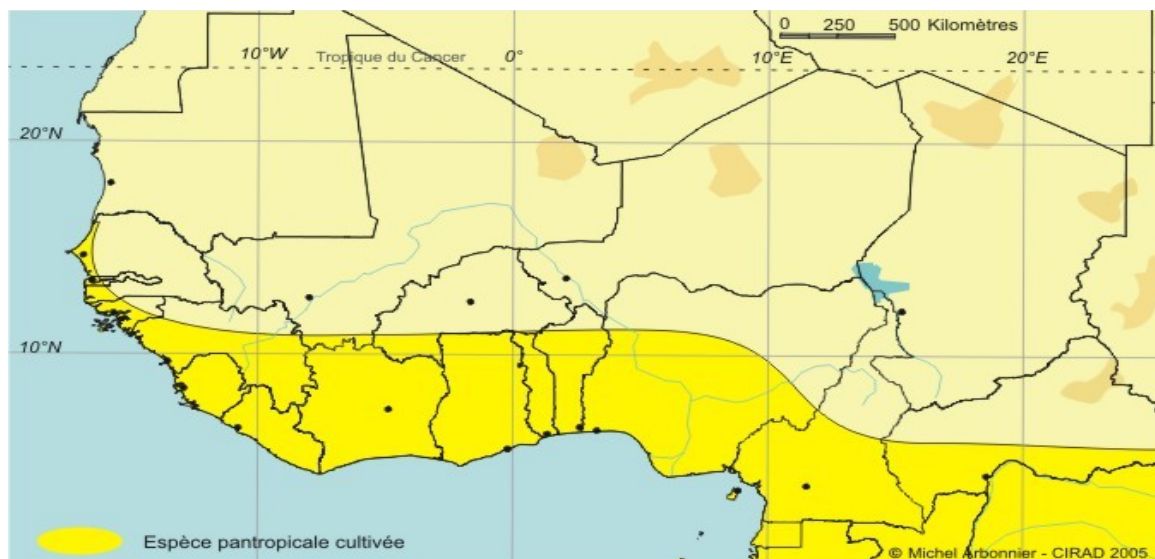 0 250 500 Kilomètres
10°W Tropique du Cancer 0° 10°E 20°E
20°N
10°N
Espèce pantropicale cultivée
© Michel Arbonnier - CIRAD 2005